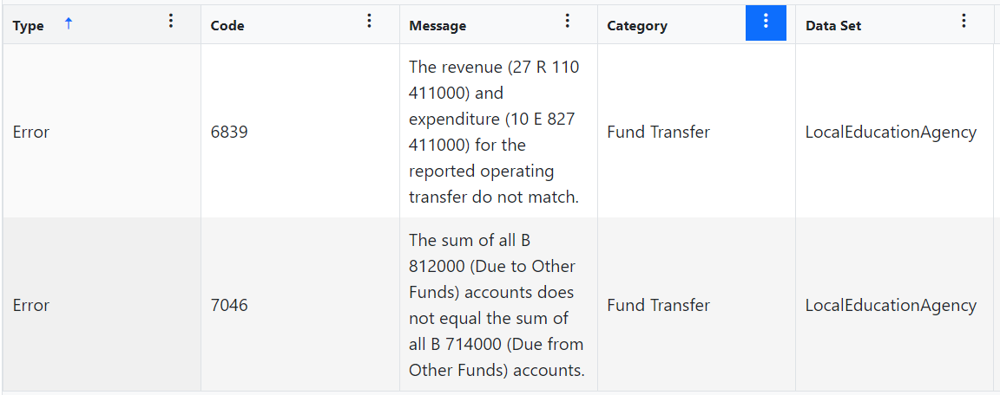 Type Code Message Category Data Set
The revenue (27 R 110
411000) and
expenditure (10 E 827
Error 6839 411000) for the Fund Transfer LocalEducationAgency
reported operating
transfer do not match.
The sum of all B
812000 (Due to Other
Funds) accounts does
Error 7046 not equal the sum of Fund Transfer LocalEducationAgency
all B 714000 (Due from
Other Funds) accounts.